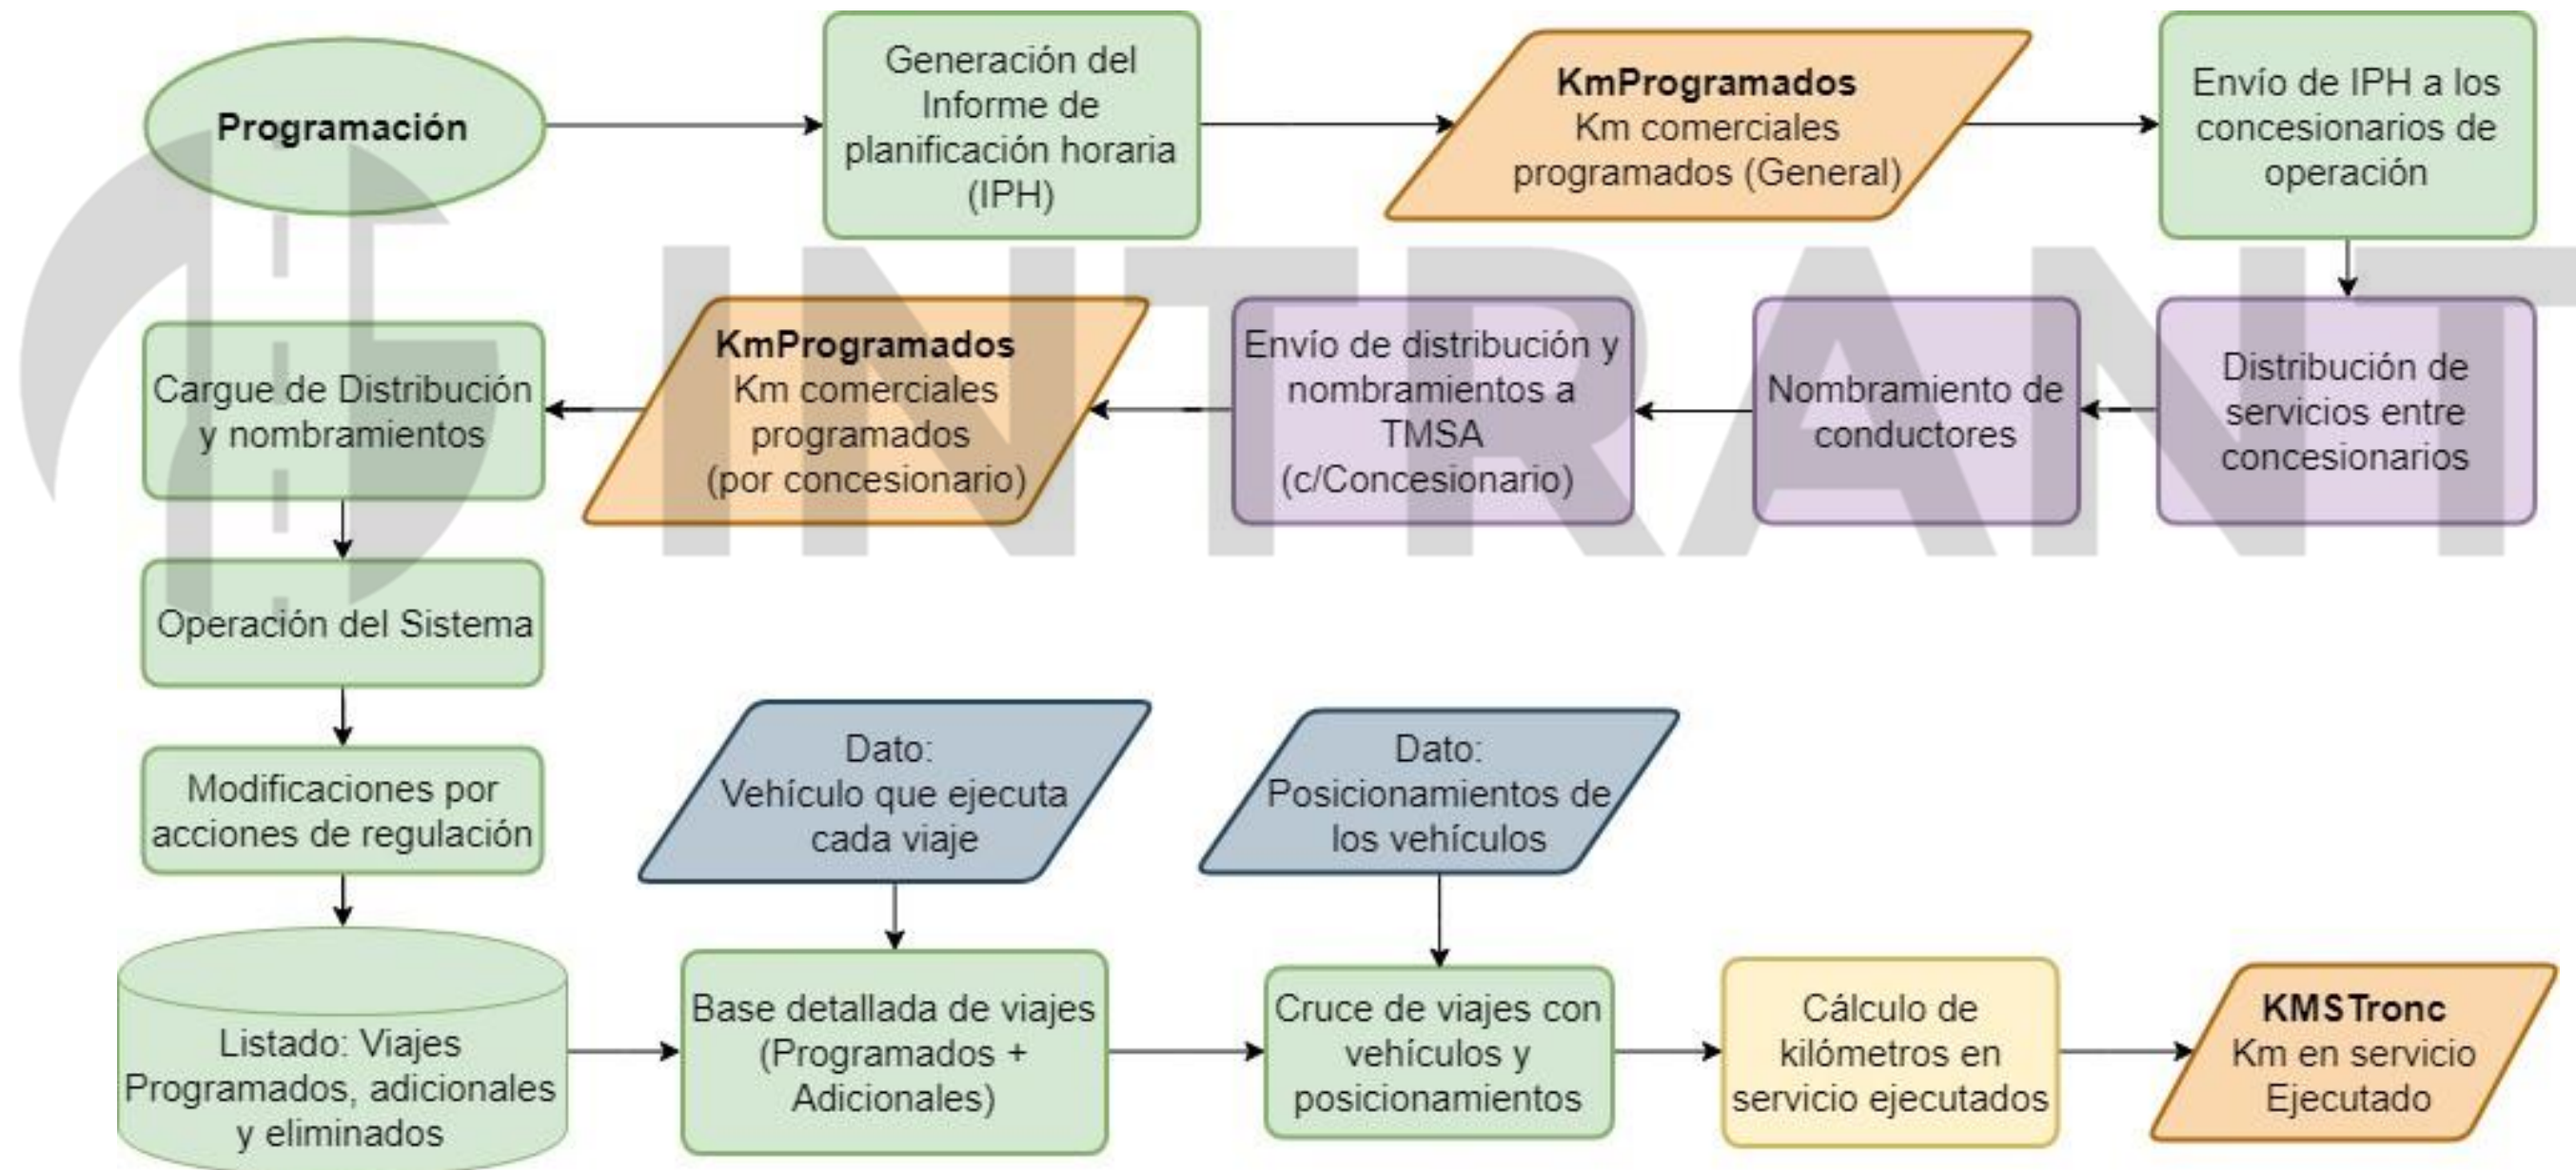 Programación
Generación del
Informe de
planificación horaria
(IPH)
KmProgramados
Km comerciales
programados (General)
Envío de IPH a los
concesionarios de
operación
Distribución de
servicios entre
concesionarios
Nombramiento de
conductores
Envío de distribución y
nombramientos a
TMSA
(c/Concesionario)
KmProgramados
Km comerciales
programados
(por concesionario)
Cargue de Distribución
y nombramientos
Operación del Sistema
Modificaciones por
acciones de regulación
Listado: Viajes
Programados, adicionales
y eliminados
Dato:
Vehículo que ejecuta
cada viaje
Base detallada de viajes
(Programados +
Adicionales)
Dato:
Posicionamientos de
los vehículos
Cruce de viajes con
vehículos y
posicionamientos
Cálculo de
kilómetros en
servicio ejecutados
KMSTronc
Km en servicio
Ejecutado
INTRANT